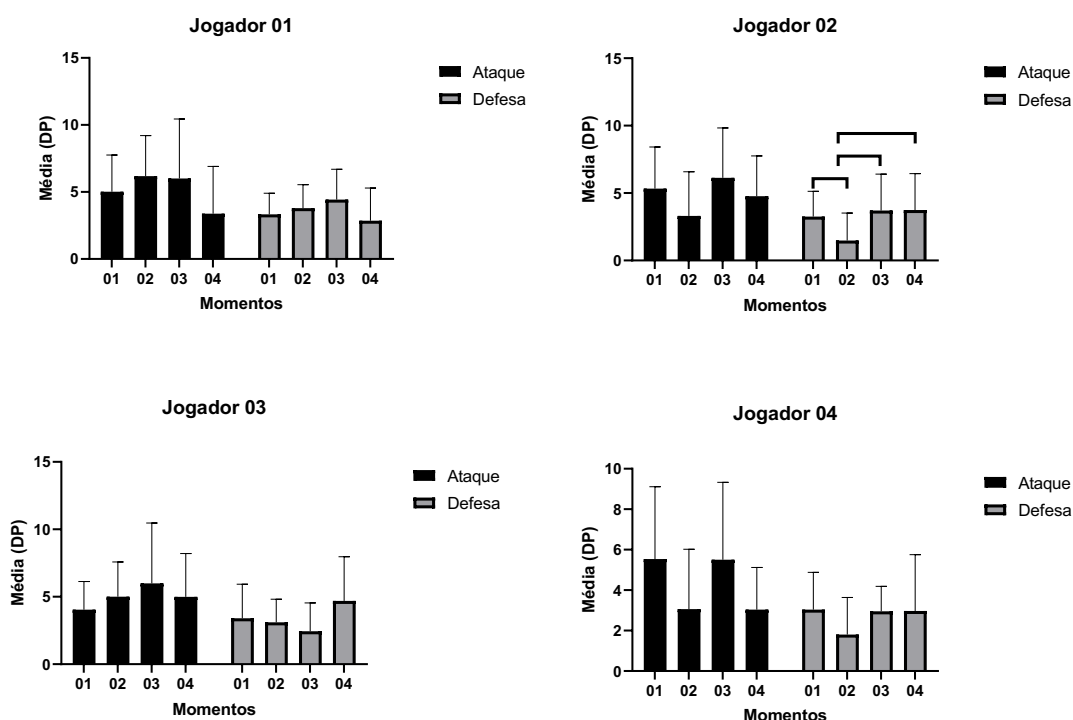 Jogador 01
15
10
5
0
Média (DP)
01 02 03 04 01 02 03 04
Momentos
Ataque
Defesa
Jogador 02
15
10
5
0
Média (DP)
01 02 03 04 01 02 03 04
Momentos
Ataque
Defesa
Jogador 03
15
10
5
0
Média (DP)
01 02 03 04 01 02 03 04
Momentos
Ataque
Defesa
Jogador 04
10
8
6
4
2
0
Média (DP)
01 02 03 04 01 02 03 04
Momentos
Ataque
Defesa